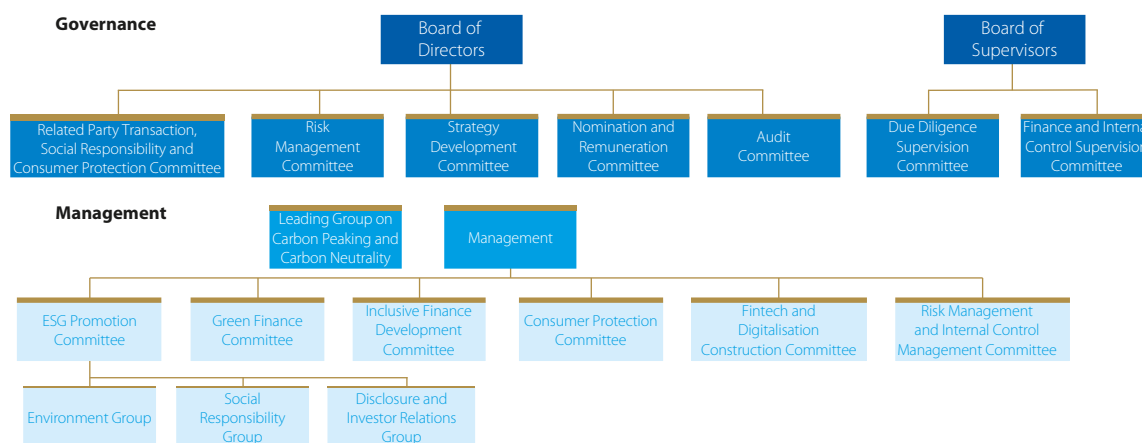 Governance
Board of
Directors
Board of
Supervisors
Related Party Transaction,
Social Responsibility and
Consumer Protection Committee
Risk
Management
Committee
Strategy
Development
Committee
Nomination and
Remuneration
Committee
Audit
Committee
Due Diligence
Supervision
Committee
Finance and Interna
Control Supervision
Committee
Management
Leading Group on
Carbon Peaking and
Carbon Neutrality
Management
ESG Promotion
Committee
Green Finance
Committee
Inclusive Finance
Development
Committee
Consumer Protection
Committee
Fintech and
Digitalisation
Construction Committee
Risk Management
and Internal Control
Management Committee
Environment Group
Social
Responsibility
Group
Disclosure and
Investor Relations
Group